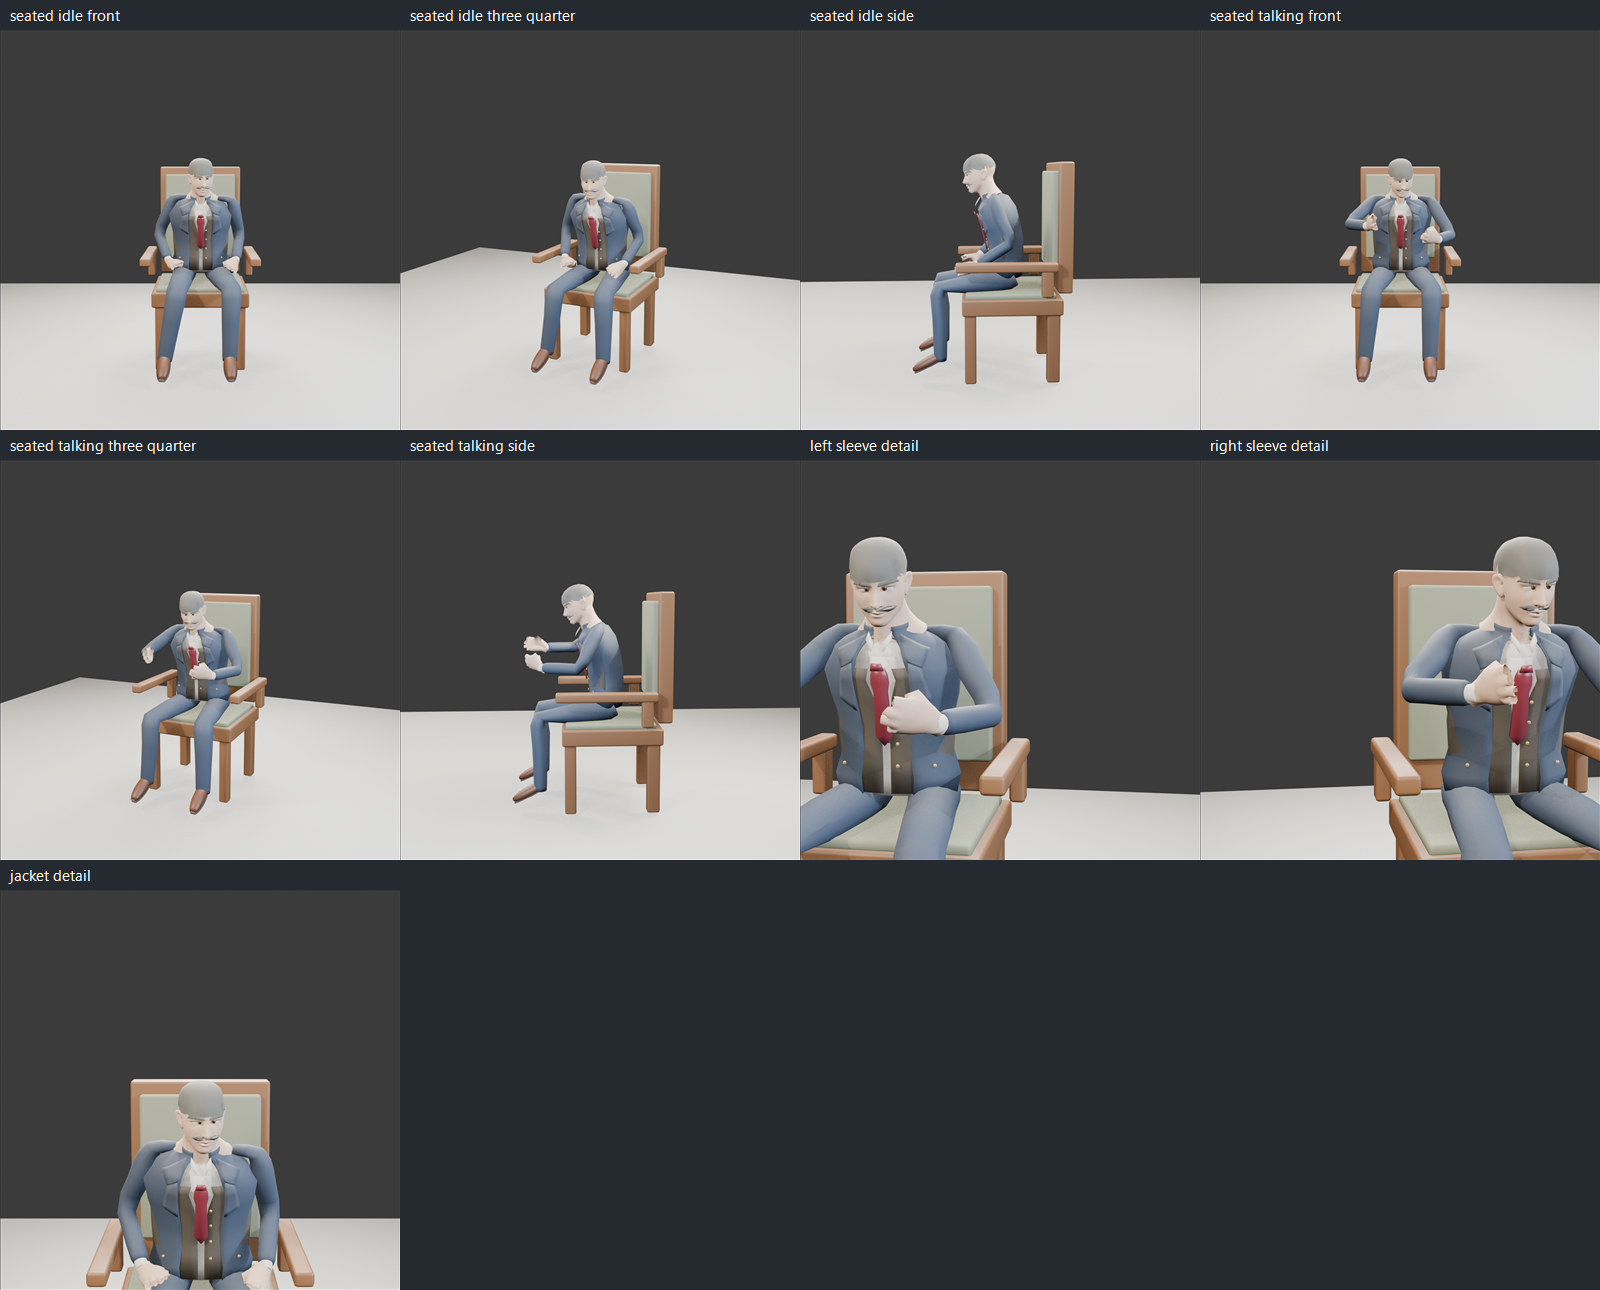 seated idle front
seated idle three quarter
seated idle side
seated talking front
seated talking three quarter
seated talking side
left sleeve detail
right sleeve detail
jacket detail